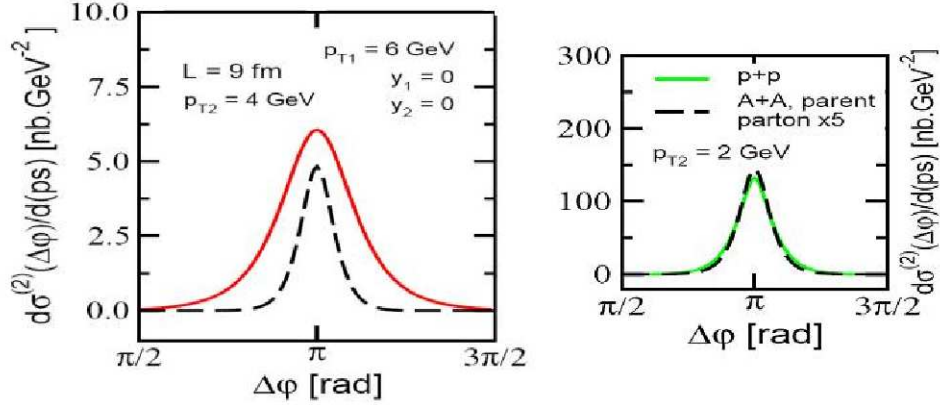 dσ⁽²⁾(Δφ)/d(ps) [nb.GeV⁻²]
10.0
7.5
5.0
2.5
0.0
L = 9 fm
p_T2 = 4 GeV
p_T1 = 6 GeV
y_1 = 0
y_2 = 0
π/2
π
3π/2
Δφ [rad]
300
200
100
0
p+p
A+A, parent
parton x5
p_T2 = 2 GeV
π/2
π
3π/2
Δφ [rad]
dσ⁽²⁾(Δφ)/d(ps) [nb.GeV⁻²]